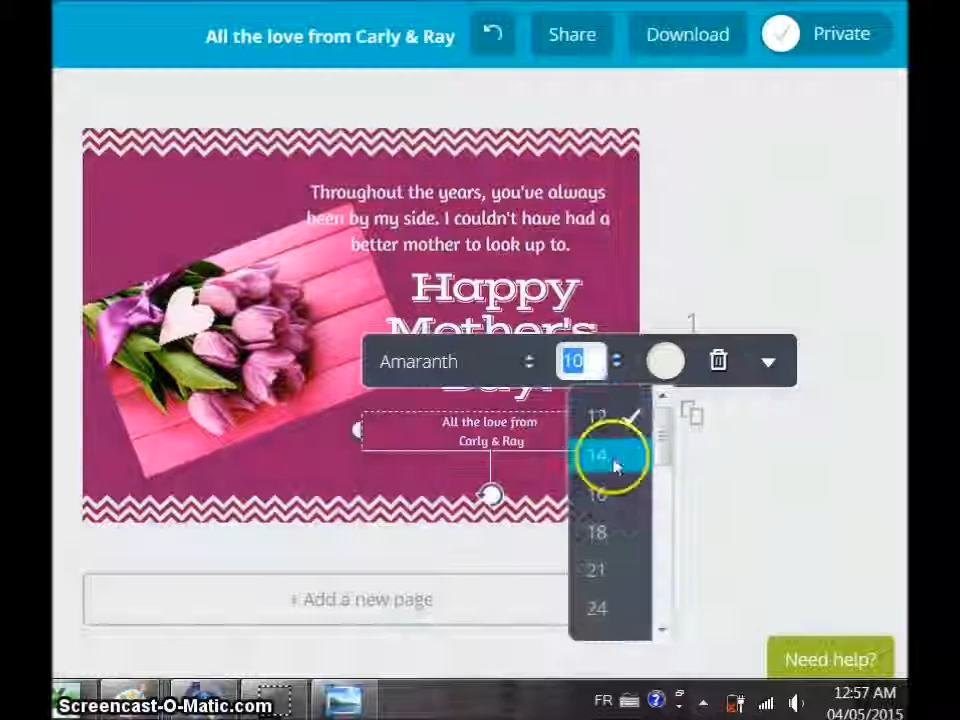 All the love from Carly & Ray
Share
Download
Private
Throughout the years, you've always
been by my side. I couldn't have had a
better mother to look up to.
Happy
Mother's
Day!
1
Amaranth
10
12
14
16
18
21
24
All the love from
Carly & Ray
+ Add a new page
Need help?
FR
12:57 AM
04/05/2015
Screencast-O-Matic.com